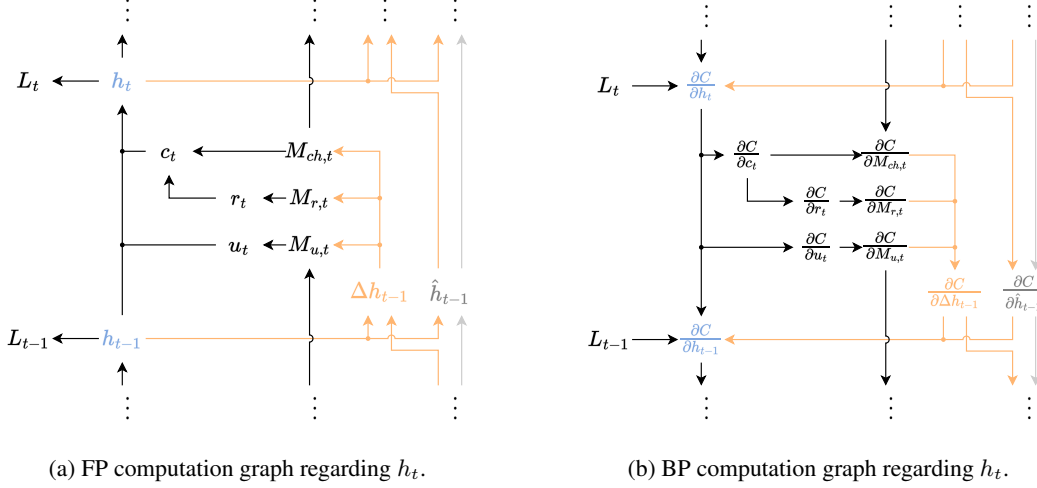 ⋮ ⋮ ⋮
L_t h_t
c_t M_{ch,t}
r_t M_{r,t}
u_t M_{u,t}
Δh_{t−1} ĥ_{t−1}
L_{t−1} h_{t−1}
⋮ ⋮ ⋮
(a) FP computation graph regarding h_t.
⋮ ⋮ ⋮
L_t ∂C/∂h_t
∂C/∂c_t ∂C/∂M_{ch,t}
∂C/∂r_t ∂C/∂M_{r,t}
∂C/∂u_t ∂C/∂M_{u,t}
∂C/∂Δh_{t−1} ∂C/∂ĥ_{t−1}
L_{t−1} ∂C/∂h_{t−1}
⋮ ⋮ ⋮
(b) BP computation graph regarding h_t.